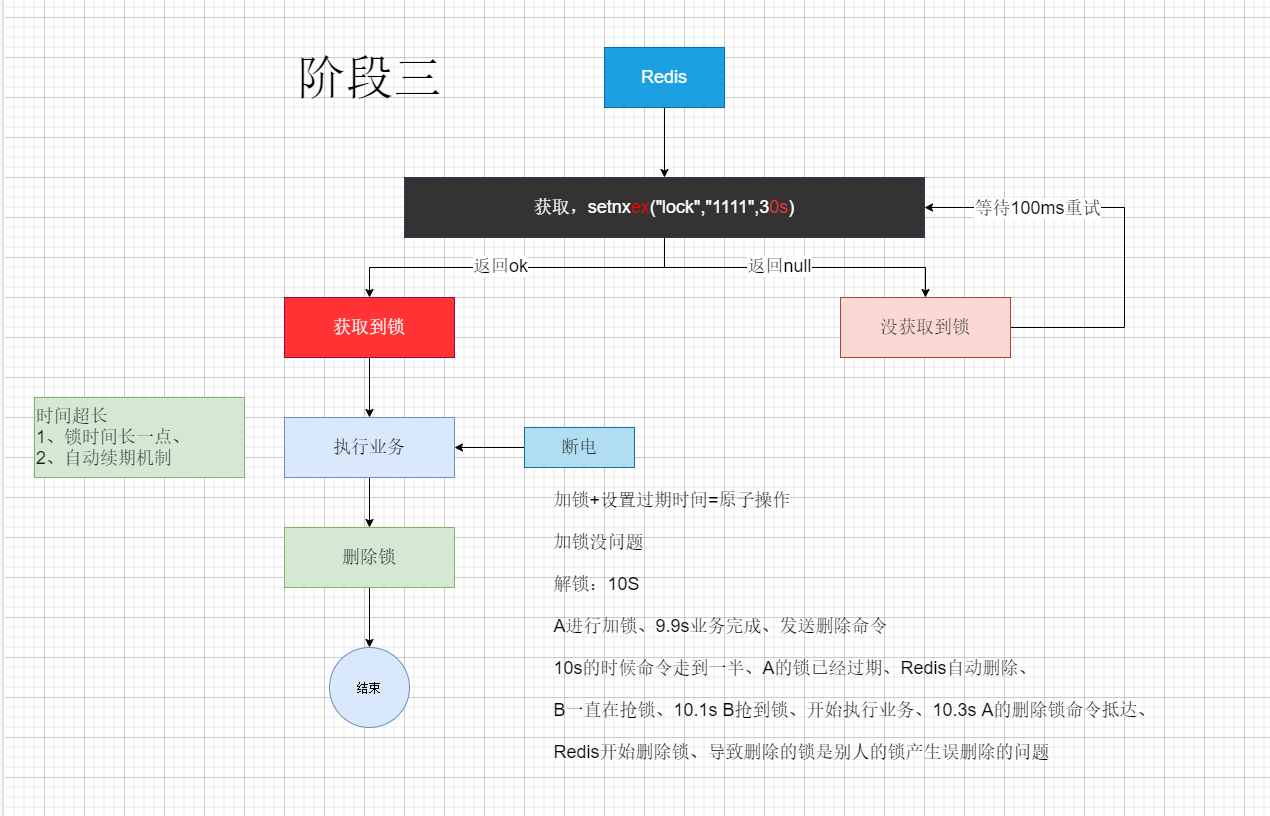 阶段三
Redis
获取，setnxex("lock","1111",30s)
等待100ms重试
返回ok
返回null
获取到锁
没获取到锁
时间超长
1、锁时间长一点、
2、自动续期机制
执行业务
断电
加锁+设置过期时间=原子操作
删除锁
加锁没问题
解锁：10S
A进行加锁、9.9s业务完成、发送删除命令
10s的时候命令走到一半、A的锁已经过期、Redis自动删除、
结束
B一直在抢锁、10.1s B抢到锁、开始执行业务、10.3s A的删除锁命令抵达、
Redis开始删除锁、导致删除的锁是别人的锁产生误删除的问题